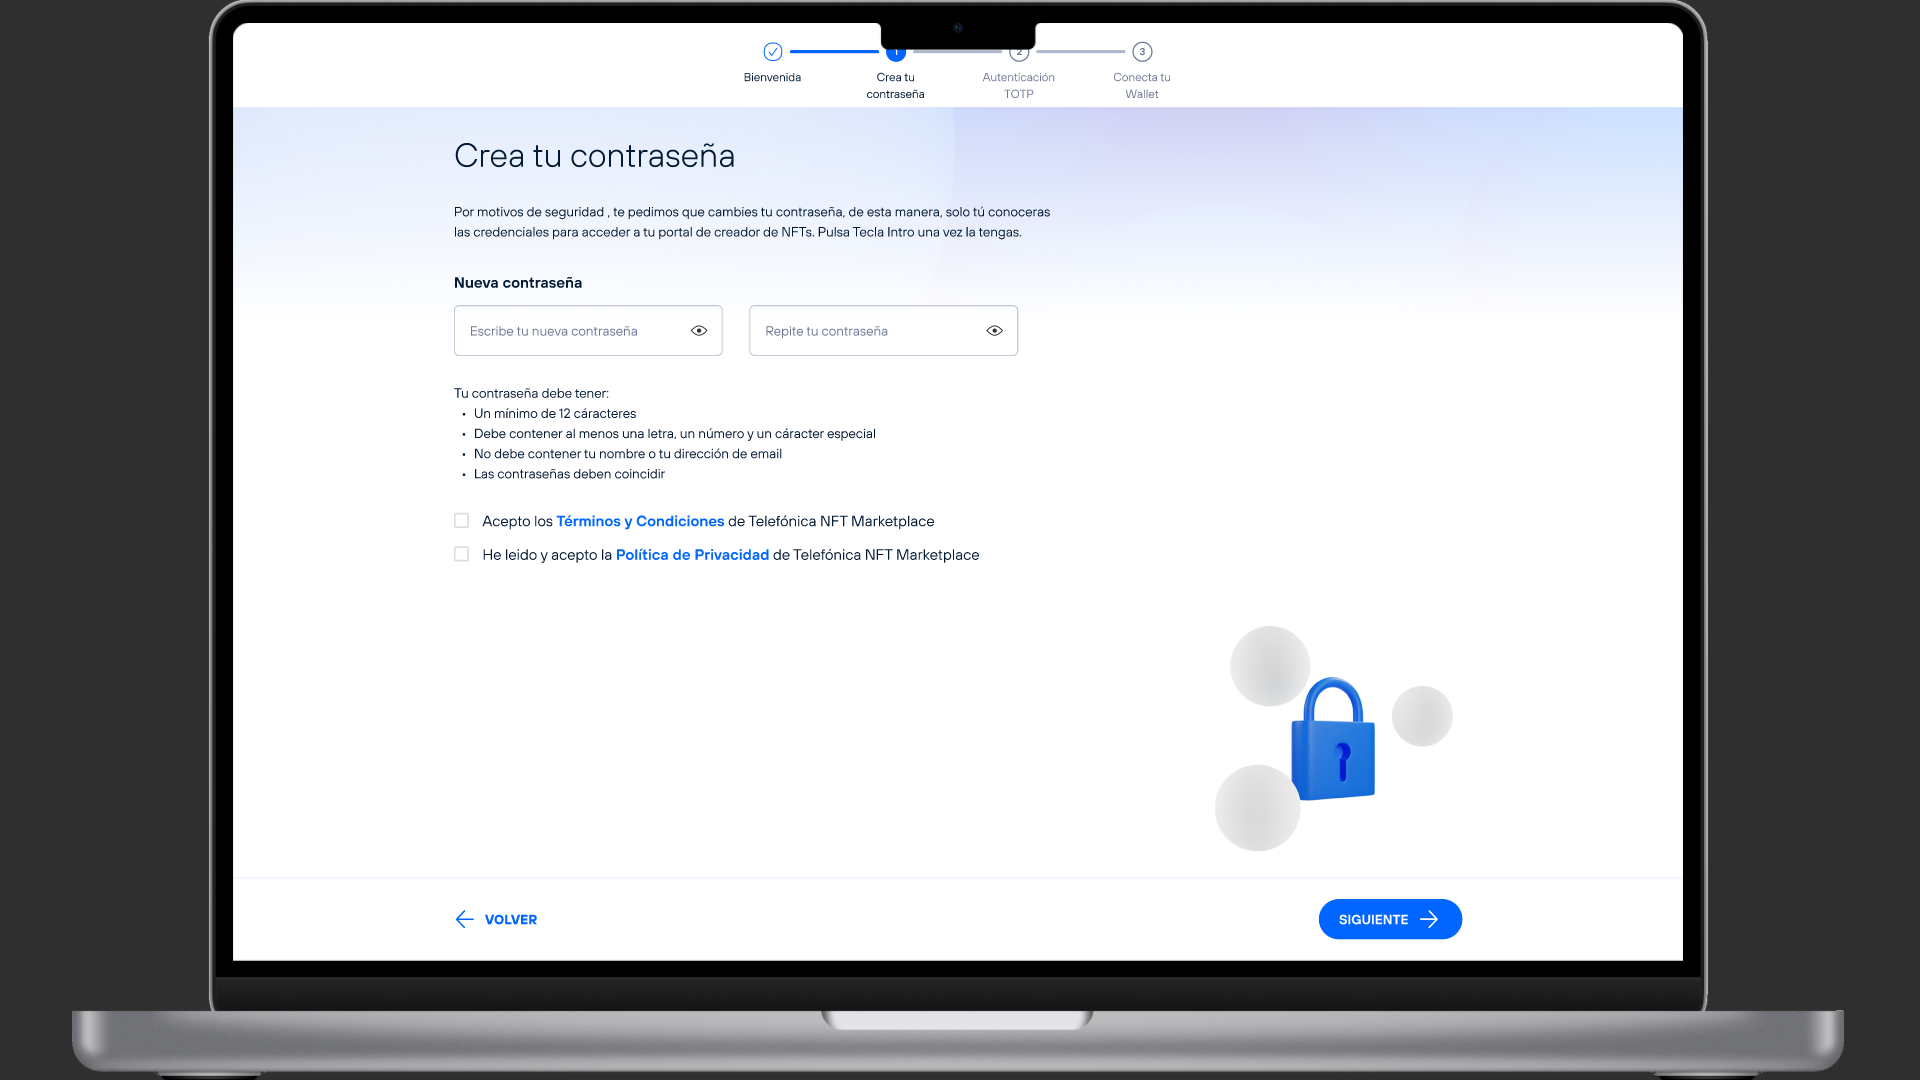 1
2
3
Bienvenida
Crea tu
contraseña
Autenticación
TOTP
Conecta tu
Wallet
Crea tu contraseña
Por motivos de seguridad , te pedimos que cambies tu contraseña, de esta manera, solo tú conoceras
las credenciales para acceder a tu portal de creador de NFTs. Pulsa Tecla Intro una vez la tengas.
Nueva contraseña
Escribe tu nueva contraseña
Repite tu contraseña
Tu contraseña debe tener:
• Un mínimo de 12 cáracteres
• Debe contener al menos una letra, un número y un cáracter especial
• No debe contener tu nombre o tu dirección de email
• Las contraseñas deben coincidir
Acepto los Términos y Condiciones de Telefónica NFT Marketplace
He leido y acepto la Política de Privacidad de Telefónica NFT Marketplace
VOLVER
SIGUIENTE